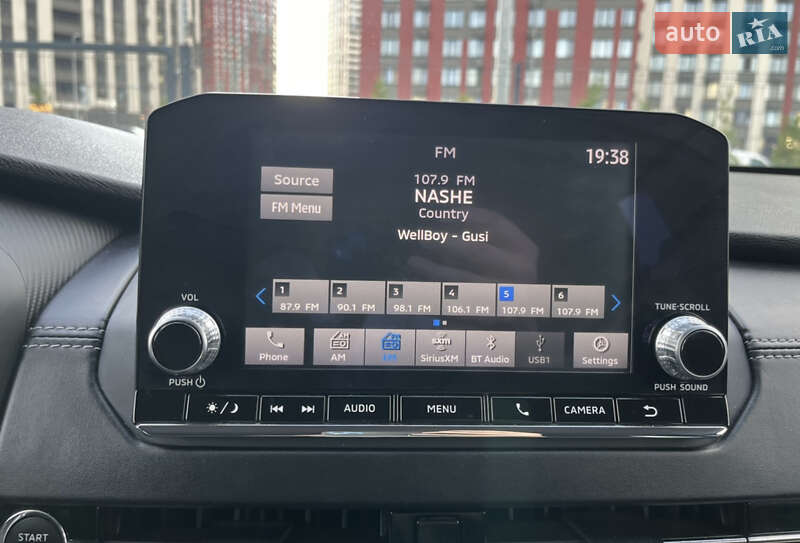 auto RIA
.com
FM
19:38
Source
107.9 FM
NASHE
FM Menu
Country
WellBoy - Gusi
1 2 3 4 5 6
87.9 FM 90.1 FM 98.1 FM 106.1 FM 107.9 FM 107.9 FM
VOL
TUNE•SCROLL
Phone AM FM SiriusXM BT Audio USB1 Settings
sxm
PUSH
PUSH SOUND
AUDIO MENU CAMERA
START